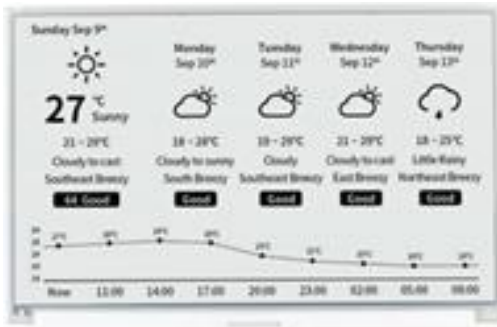 Sunday Sep 9th
27 °C
Sunny
21 ~ 29°C
Cloudy to cast
Southeast Breezy
64 Good
Monday
Sep 10th
18 ~ 28°C
Cloudy to sunny
South Breezy
Good
Tuesday
Sep 11th
19 ~ 29°C
Cloudy
Southeast Breezy
Good
Wednesday
Sep 12th
21 ~ 29°C
Cloudy to cast
East Breezy
Good
Thursday
Sep 13th
18 ~ 25°C
Little Rainy
Northeast Breezy
Good
Now 11:00 14:00 17:00 20:00 23:00 02:00 05:00 08:00